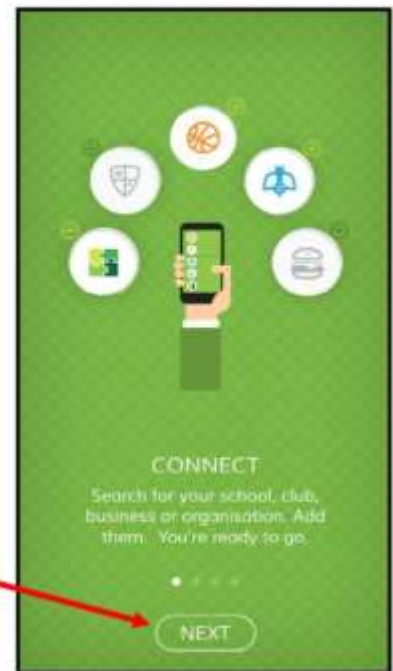 CONNECT
Search for your school, club,
business or organisation. Add
them. You're ready to go.
NEXT